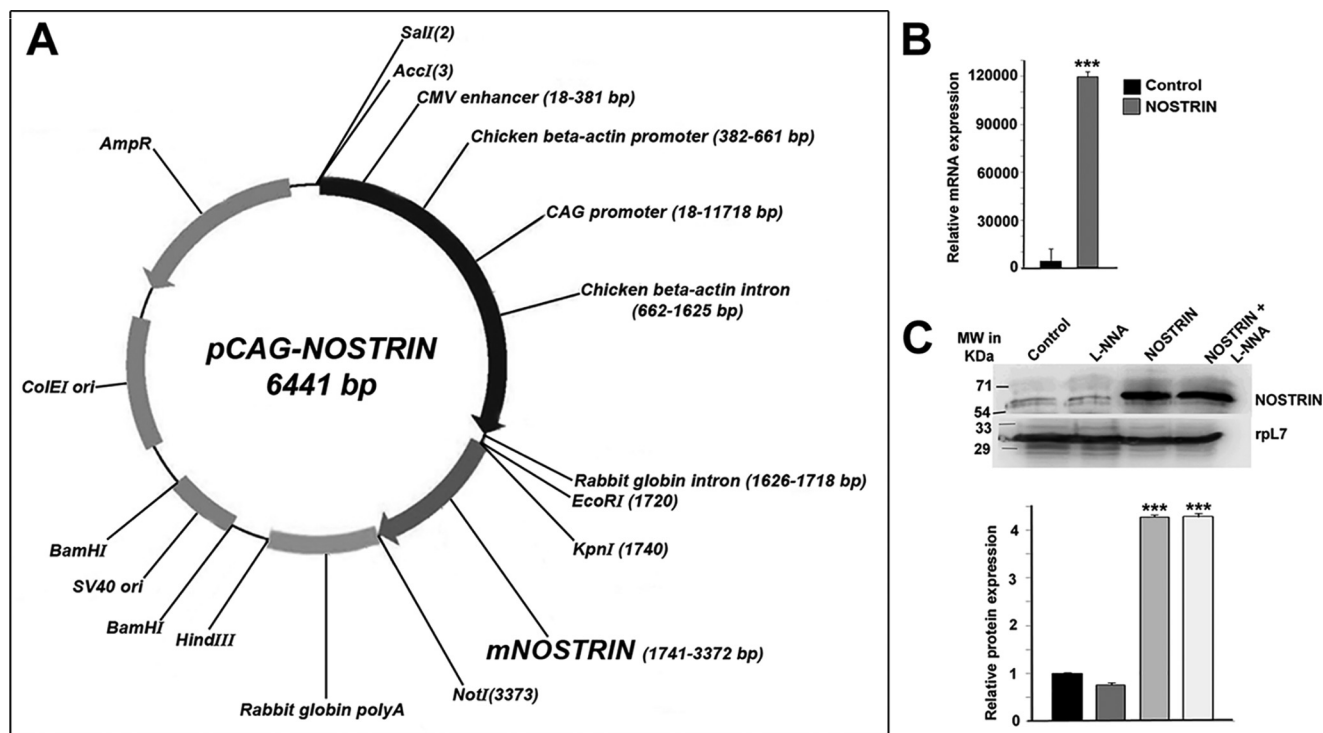 A
SalI(2)
AccI(3)
CMV enhancer (18-381 bp)
Chicken beta-actin promoter (382-661 bp)
AmpR
CAG promoter (18-11718 bp)
Chicken beta-actin intron
(662-1625 bp)
pCAG-NOSTRIN
6441 bp
ColEI ori
Rabbit globin intron (1626-1718 bp)
EcoRI (1720)
KpnI (1740)
BamHI
SV40 ori
BamHI
HindIII
mNOSTRIN (1741-3372 bp)
NotI(3373)
Rabbit globin polyA
B
Relative mRNA expression
120000
90000
60000
30000
0
***
Control
NOSTRIN
C
MW in
KDa
Control
L-NNA
NOSTRIN
NOSTRIN +
L-NNA
71
54
NOSTRIN
33
29
rpL7
Relative protein expression
4
4
2
1
0
***
***